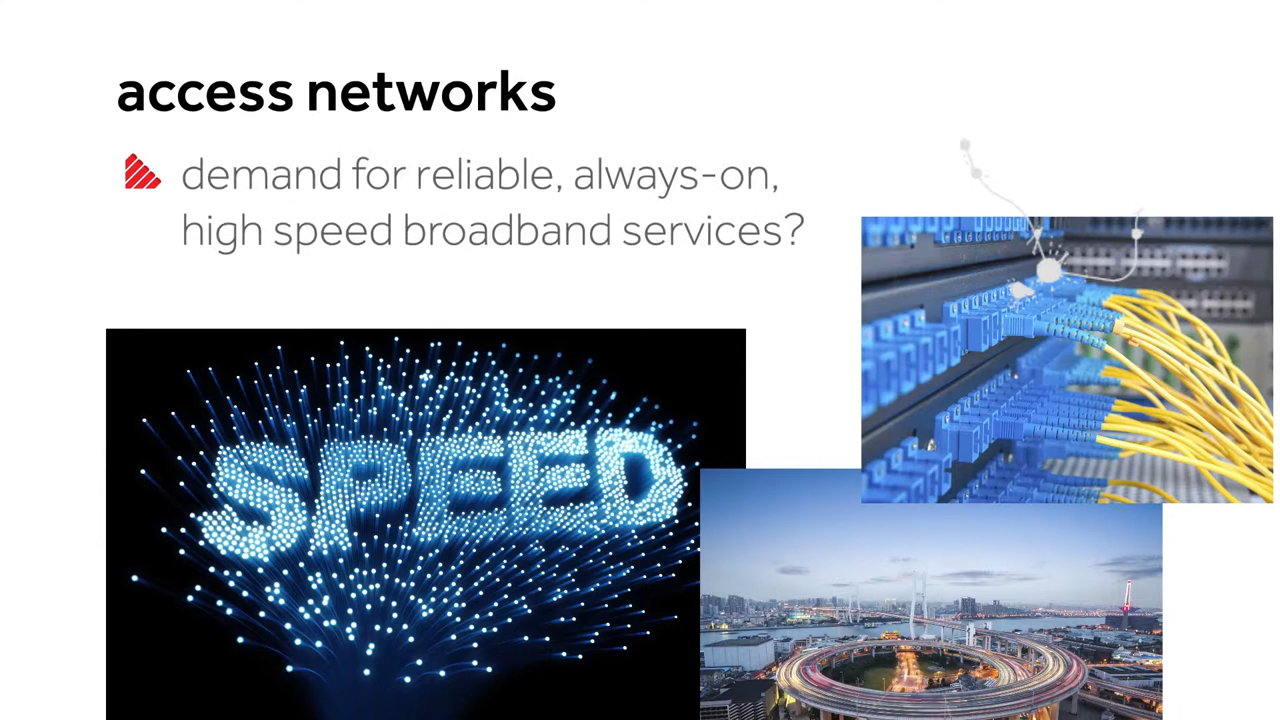 access networks
demand for reliable, always-on,
high speed broadband services?
SPEED